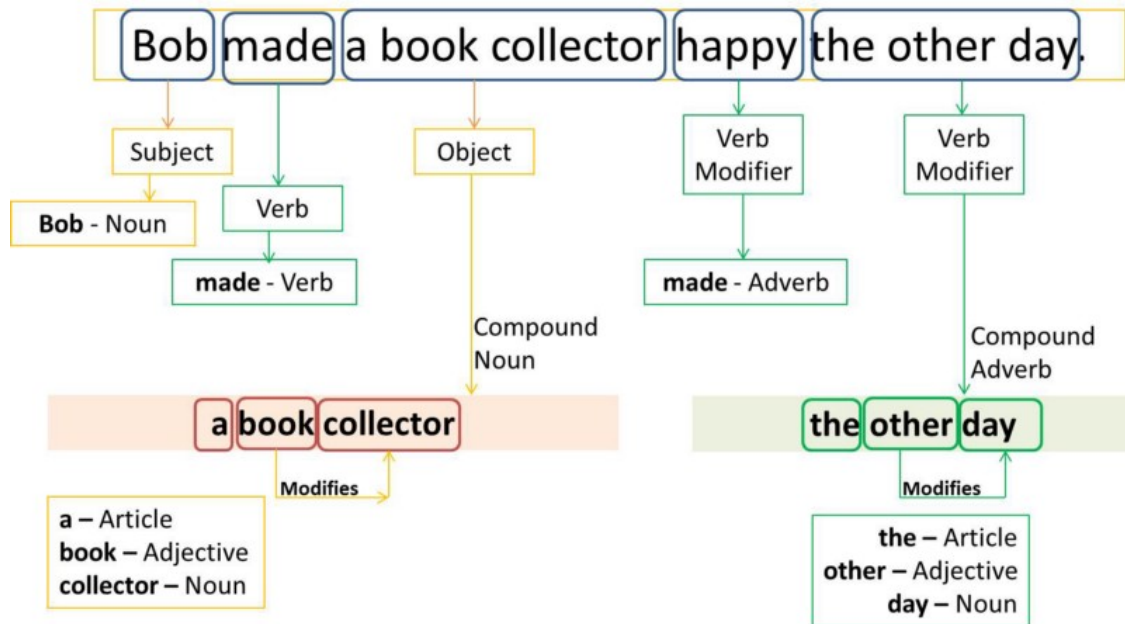 Bob made a book collector happy the other day.
Subject
Object
Verb
Modifier
Verb
Modifier
Bob - Noun
Verb
made - Verb
made - Adverb
Compound
Noun
Compound
Adverb
a book collector
the other day
Modifies
Modifies
a – Article
book – Adjective
collector – Noun
the – Article
other – Adjective
day – Noun